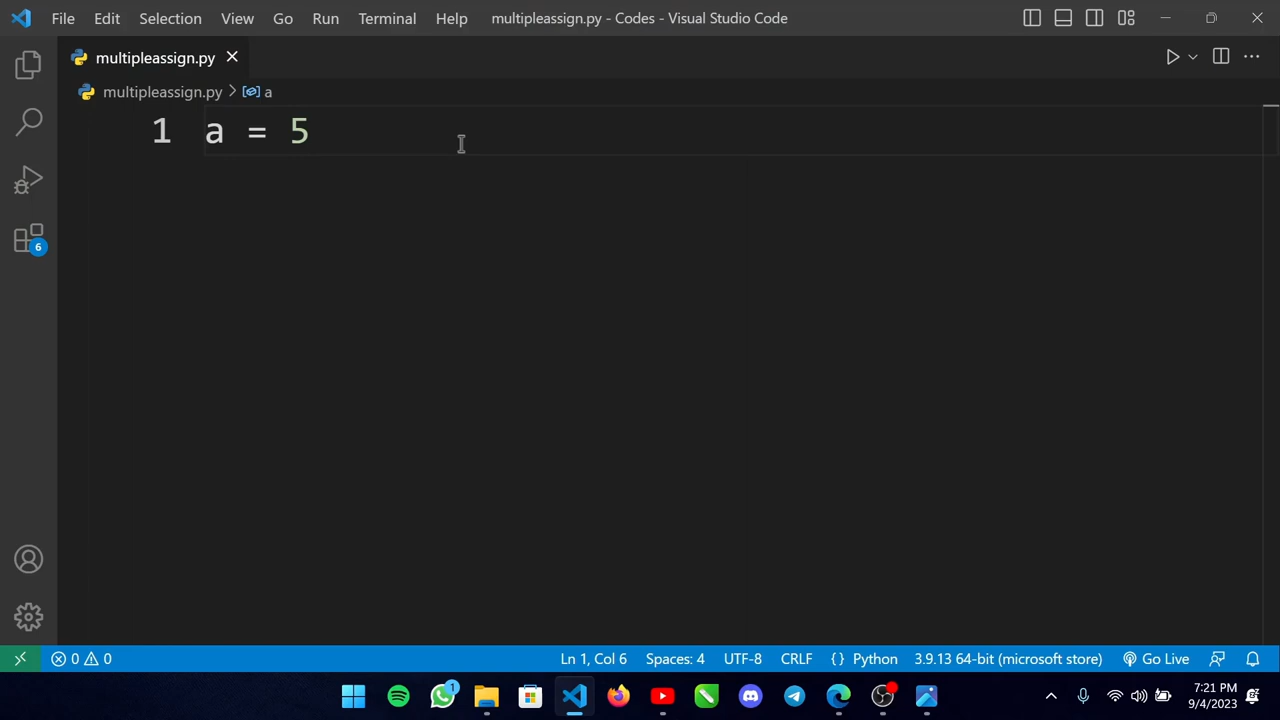 File Edit Selection View Go Run Terminal Help multipleassign.py - Codes - Visual Studio Code
multipleassign.py
multipleassign.py > a
1 a = 5
6
0 0 Ln 1, Col 6 Spaces: 4 UTF-8 CRLF { } Python 3.9.13 64-bit (microsoft store) Go Live
1
7:21 PM
9/4/2023